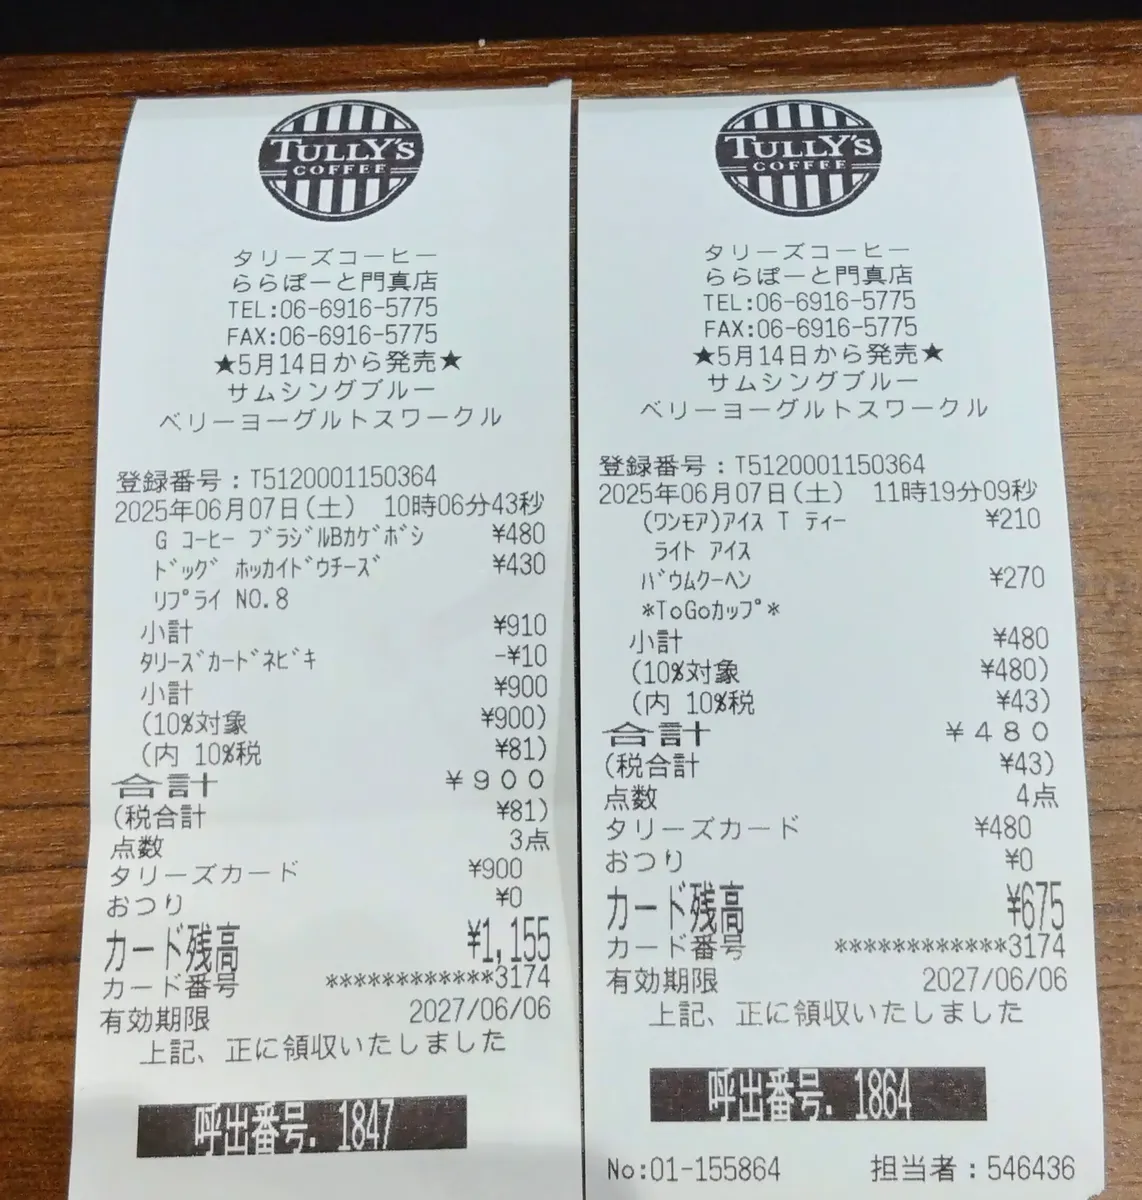 TULLY'S
COFFEE
タリーズコーヒー
ららぽーと門真店
TEL:06-6916-5775
FAX:06-6916-5775
★5月14日から発売★
サムシングブルー
ベリーヨーグルトスワークル
登録番号:T5120001150364
2025年06月07日(土) 10時06分43秒
G コーヒー ブラジルBカゲボシ ¥480
ドッグ ホッカイドウチーズ ¥430
リプライ NO.8
小計 ¥910
タリーズカードネビキ -¥10
小計 ¥900
(10%対象 ¥900)
(内 10%税 ¥81)
合計 ¥900
(税合計 ¥81)
点数 3点
タリーズカード ¥900
おつり ¥0
カード残高 ¥1,155
カード番号 ************3174
有効期限 2027/06/06
上記、正に領収いたしました
呼出番号. 1847
TULLY'S
COFFEE
タリーズコーヒー
ららぽーと門真店
TEL:06-6916-5775
FAX:06-6916-5775
★5月14日から発売★
サムシングブルー
ベリーヨーグルトスワークル
登録番号:T5120001150364
2025年06月07日(土) 11時19分09秒
(ワンモア)アイス T ティー ¥210
ライト アイス
バウムクーヘン ¥270
*ToGoカップ*
小計 ¥480
(10%対象 ¥480)
(内 10%税 ¥43)
合計 ¥480
(税合計 ¥43)
点数 4点
タリーズカード ¥480
おつり ¥0
カード残高 ¥675
カード番号 ************3174
有効期限 2027/06/06
上記、正に領収いたしました
呼出番号. 1864
No:01-155864 担当者:546436